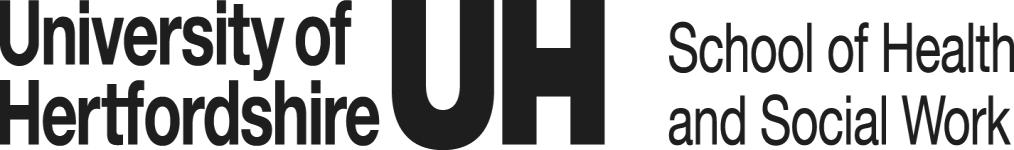 University of
Hertfordshire
UH
School of Health
and Social Work